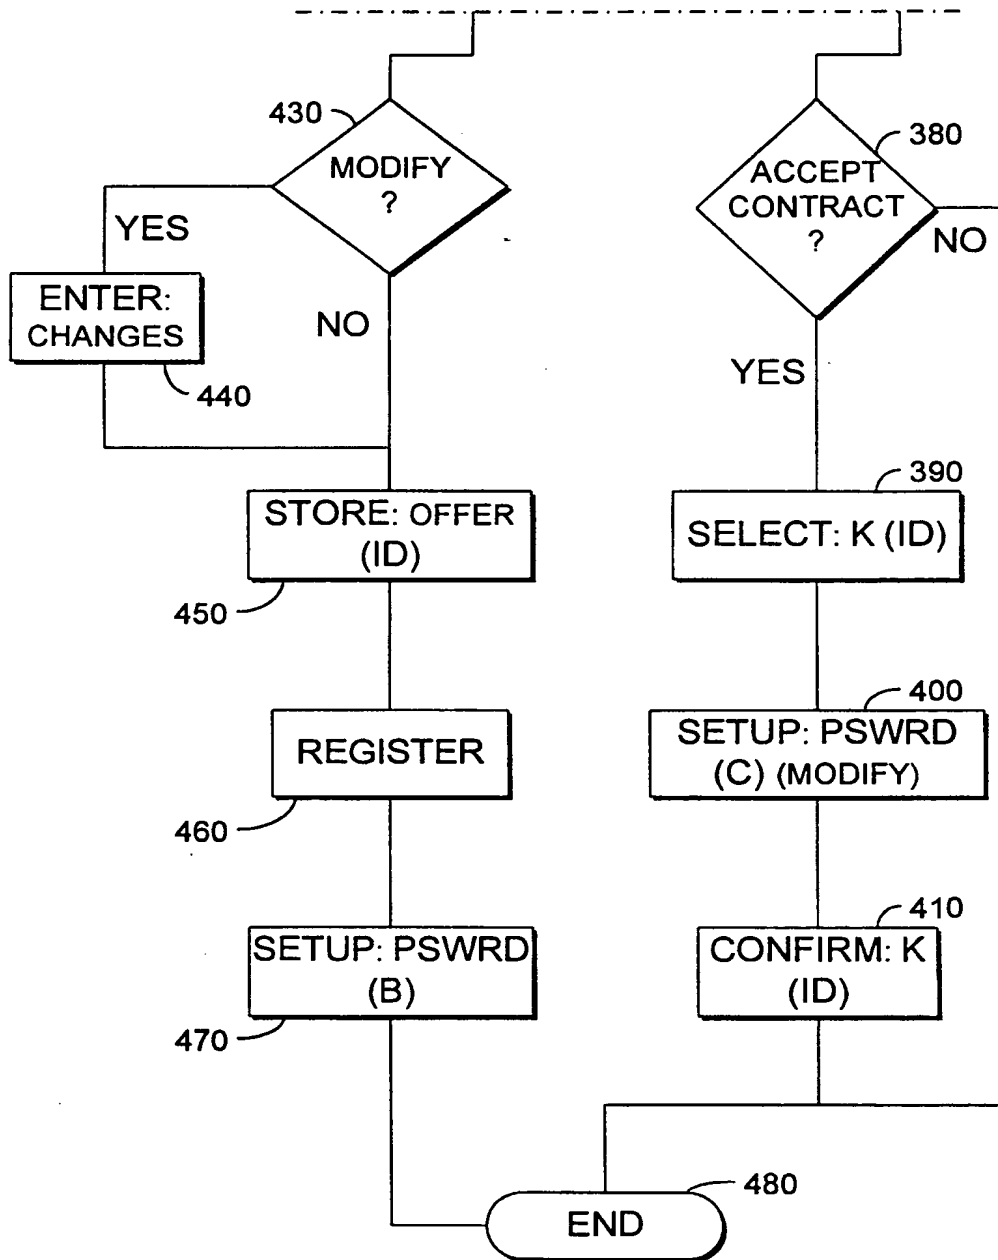 430
MODIFY
?
YES
NO
ENTER:
CHANGES
440
STORE: OFFER
(ID)
450
REGISTER
460
SETUP: PSWRD
(B)
470
380
ACCEPT
CONTRACT
?
NO
YES
390
SELECT: K (ID)
400
SETUP: PSWRD
(C) (MODIFY)
410
CONFIRM: K
(ID)
480
END